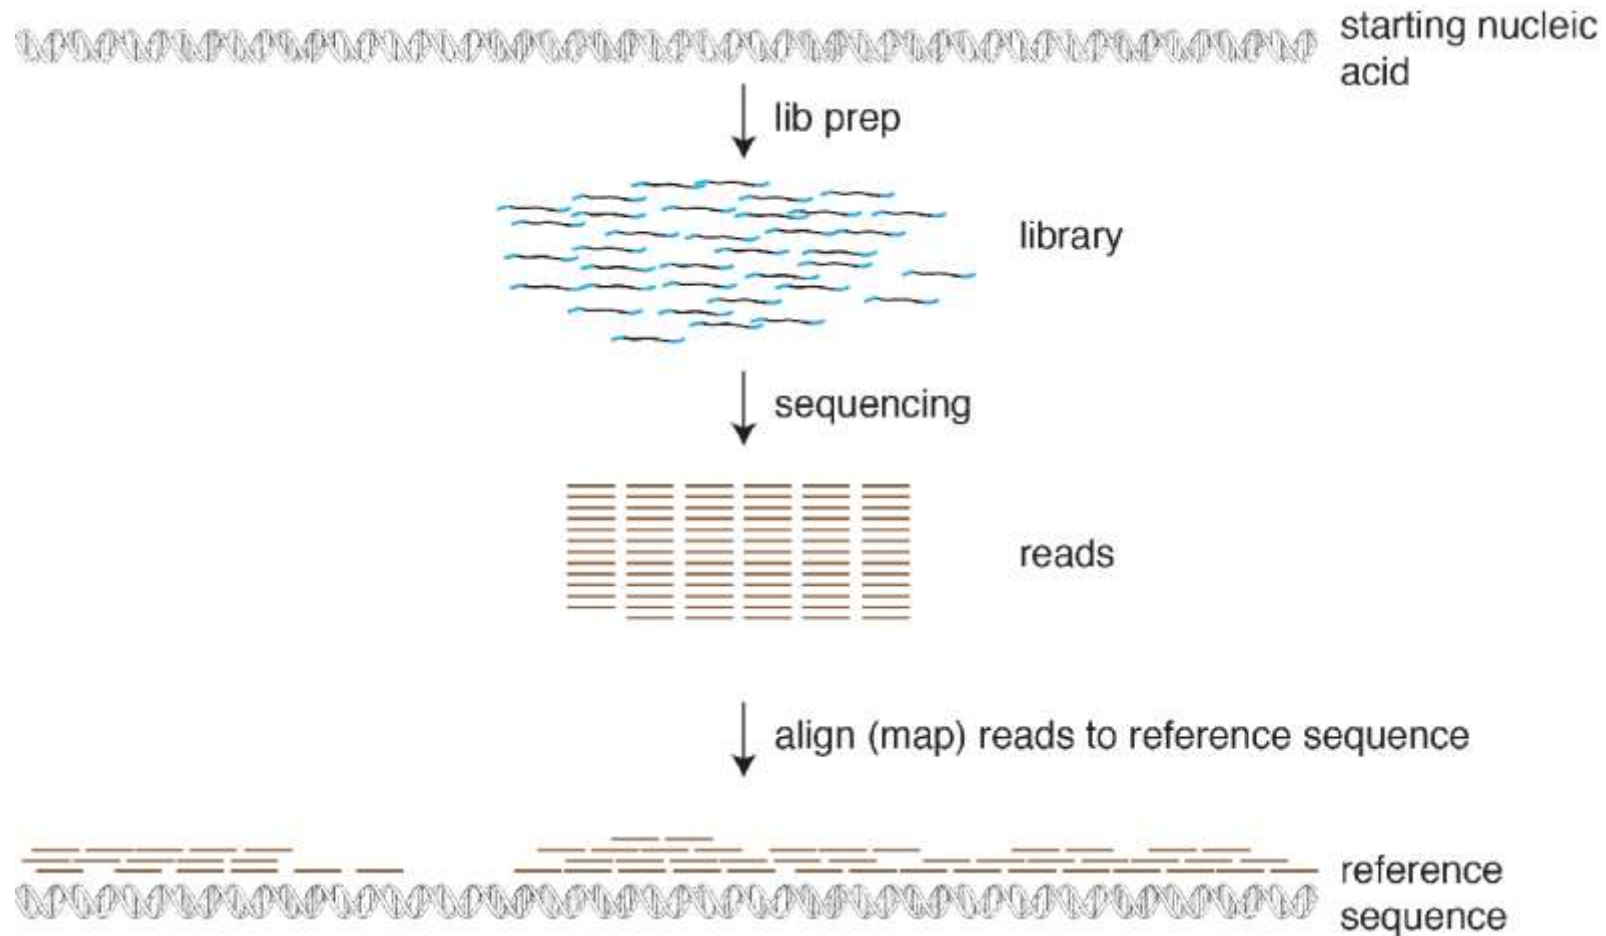 starting nucleic
acid
lib prep
library
sequencing
reads
align (map) reads to reference sequence
reference
sequence